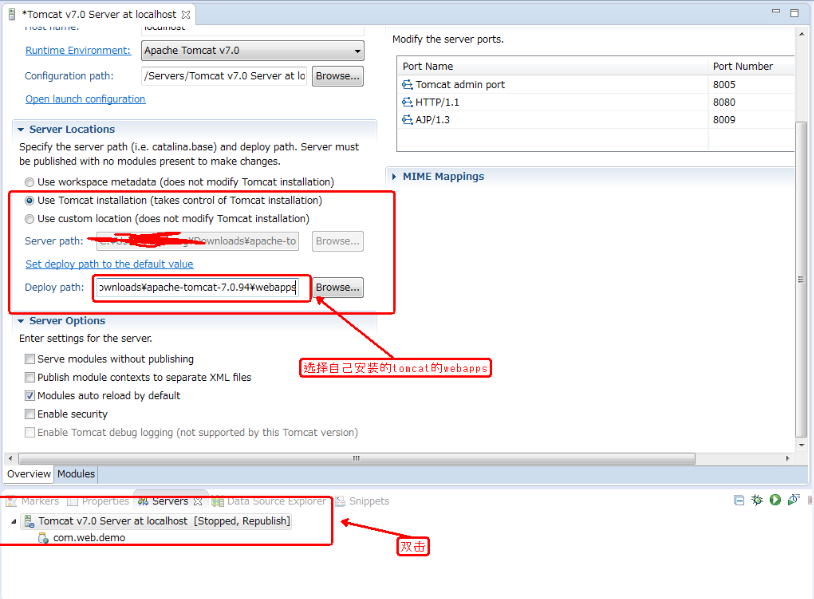 *Tomcat v7.0 Server at localhost
Host name: localhost
Runtime Environment: Apache Tomcat v7.0
Configuration path: /Servers/Tomcat v7.0 Server at lo Browse...
Open launch configuration
Server Locations
Specify the server path (i.e. catalina.base) and deploy path. Server must
be published with no modules present to make changes.
Use workspace metadata (does not modify Tomcat installation)
Use Tomcat installation (takes control of Tomcat installation)
Use custom location (does not modify Tomcat installation)
Server path: ¥Downloads¥apache-to Browse...
Set deploy path to the default value
Deploy path: ownloads¥apache-tomcat-7.0.94¥webapps Browse...
Server Options
Enter settings for the server.
Serve modules without publishing
Publish module contexts to separate XML files
Modules auto reload by default
Enable security
Enable Tomcat debug logging (not supported by this Tomcat version)
Modify the server ports.
Port Name Port Number
Tomcat admin port 8005
HTTP/1.1 8080
AJP/1.3 8009
MIME Mappings
选择自己安装的tomcat的webapps
Overview Modules
Markers Properties Servers Data Source Explorer Snippets
Tomcat v7.0 Server at localhost [Stopped, Republish]
com.web.demo
双击